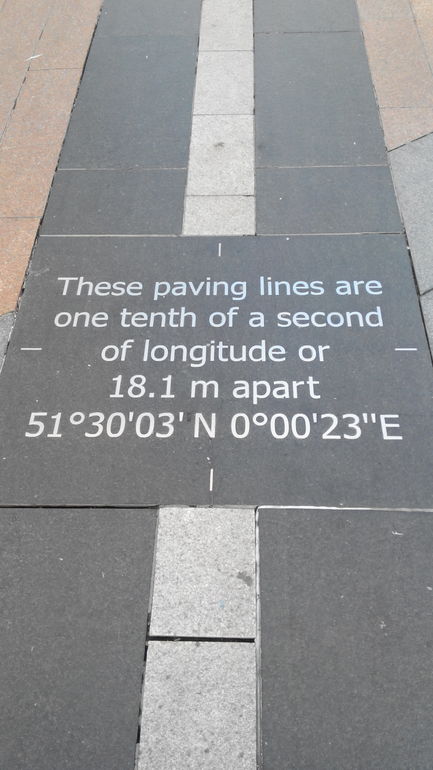 These paving lines are
one tenth of a second
of longitude or
18.1 m apart
51°30'03' N 0°00'23''E